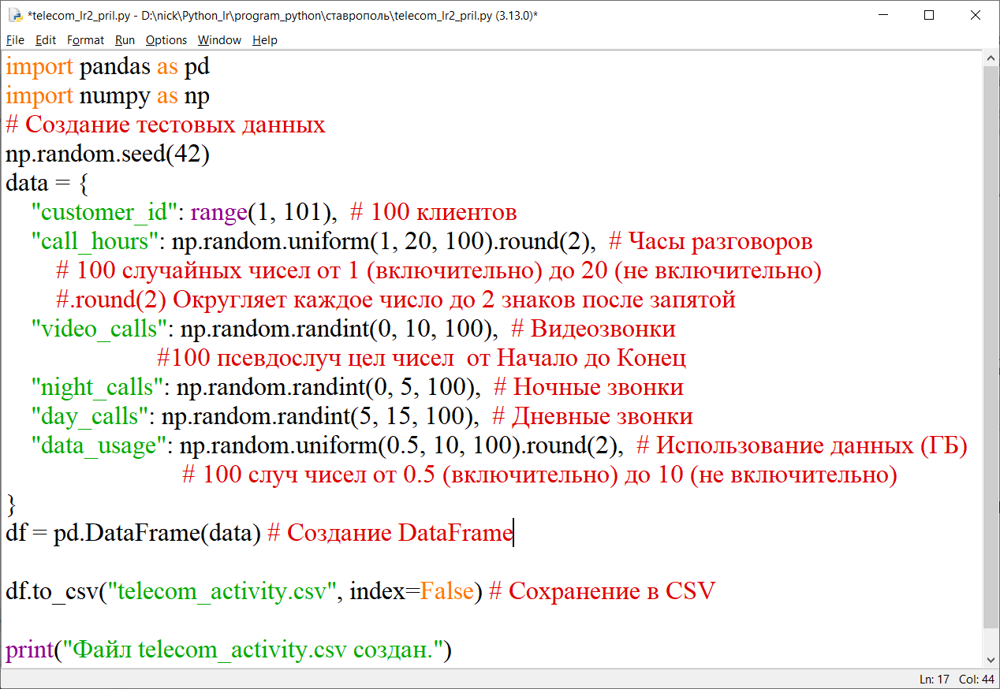 *telecom_lr2_pril.py - D:\nick\Python_lr\program_python\ставрополь\telecom_lr2_pril.py (3.13.0)*
File Edit Format Run Options Window Help
import pandas as pd
import numpy as np
# Создание тестовых данных
np.random.seed(42)
data = {
    "customer_id": range(1, 101),  # 100 клиентов
    "call_hours": np.random.uniform(1, 20, 100).round(2),  # Часы разговоров
        # 100 случайных чисел от 1 (включительно) до 20 (не включительно)
        #.round(2) Округляет каждое число до 2 знаков после запятой
    "video_calls": np.random.randint(0, 10, 100),  # Видеозвонки
                        #100 псевдослуч цел чисел  от Начало до Конец
    "night_calls": np.random.randint(0, 5, 100),  # Ночные звонки
    "day_calls": np.random.randint(5, 15, 100),  # Дневные звонки
    "data_usage": np.random.uniform(0.5, 10, 100).round(2),  # Использование данных (ГБ)
                            # 100 случ чисел от 0.5 (включительно) до 10 (не включительно)
}
df = pd.DataFrame(data) # Создание DataFrame
df.to_csv("telecom_activity.csv", index=False) # Сохранение в CSV
print("Файл telecom_activity.csv создан.")
Ln: 17 Col: 44